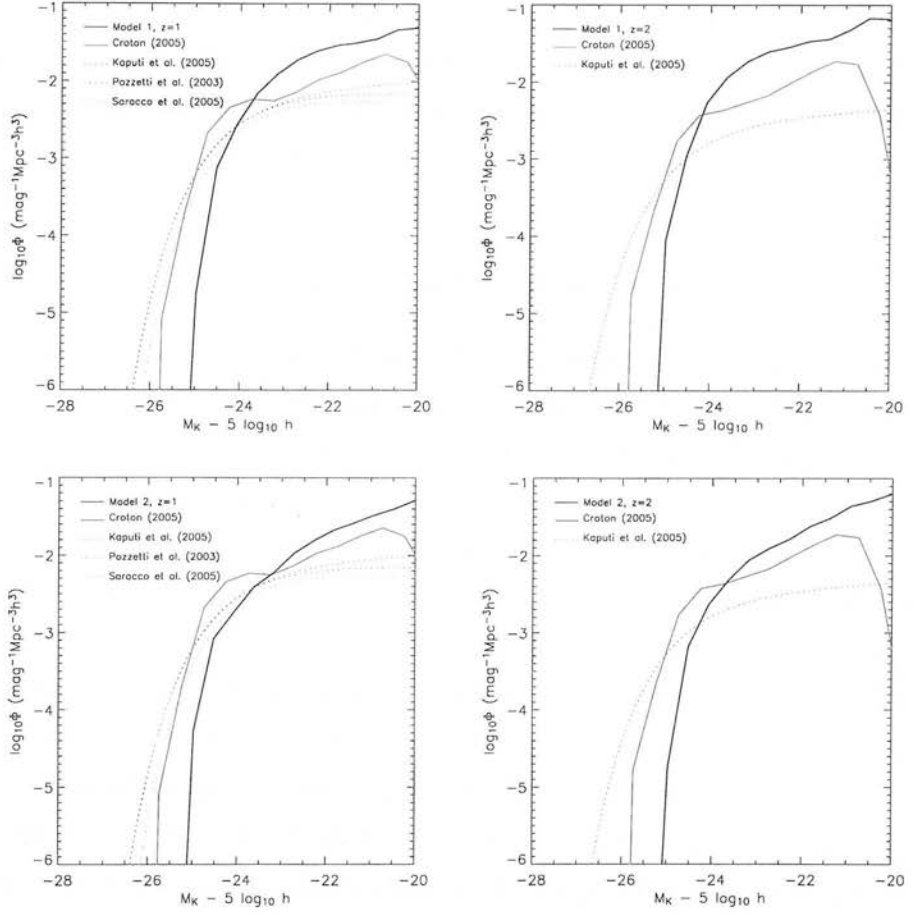 Model 1, z=1
Croton (2005)
Kaputi et al. (2005)
Pozzetti et al. (2003)
Saracco et al. (2005)
log₁₀Φ (mag⁻¹Mpc⁻³h³)
-1
-2
-3
-4
-5
-6
-28
-26
-24
-22
-20
M_K − 5 log₁₀ h
Model 1, z=2
Croton (2005)
Kaputi et al. (2005)
log₁₀Φ (mag⁻¹Mpc⁻³h³)
-1
-2
-3
-4
-5
-6
-28
-26
-24
-22
-20
M_K − 5 log₁₀ h
Model 2, z=1
Croton (2005)
Kaputi et al. (2005)
Pozzetti et al. (2003)
Saracco et al. (2005)
log₁₀Φ (mag⁻¹Mpc⁻³h³)
-1
-2
-3
-4
-5
-6
-28
-26
-24
-22
-20
M_K − 5 log₁₀ h
Model 2, z=2
Croton (2005)
Kaputi et al. (2005)
log₁₀Φ (mag⁻¹Mpc⁻³h³)
-1
-2
-3
-4
-5
-6
-28
-26
-24
-22
-20
M_K − 5 log₁₀ h